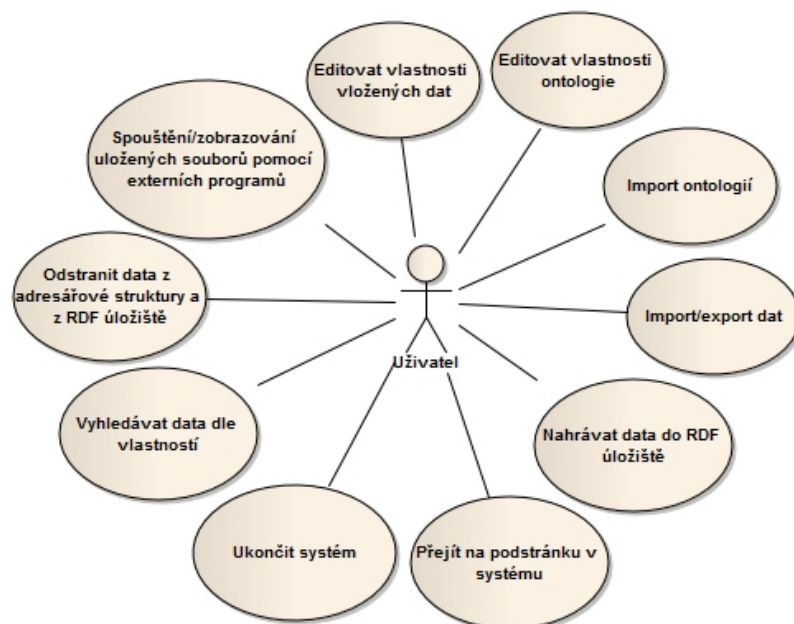 Editovat vlastnosti
vložených dat
Editovat vlastnosti
ontologie
Spouštění/zobrazování
uložených souborů pomocí
externích programů
Import ontologií
Odstranit data z
adresářové struktury a
z RDF úložiště
Import/export dat
Uživatel
Vyhledávat data dle
vlastností
Nahrávat data do RDF
úložiště
Ukončit systém
Přejít na podstránku v
systému